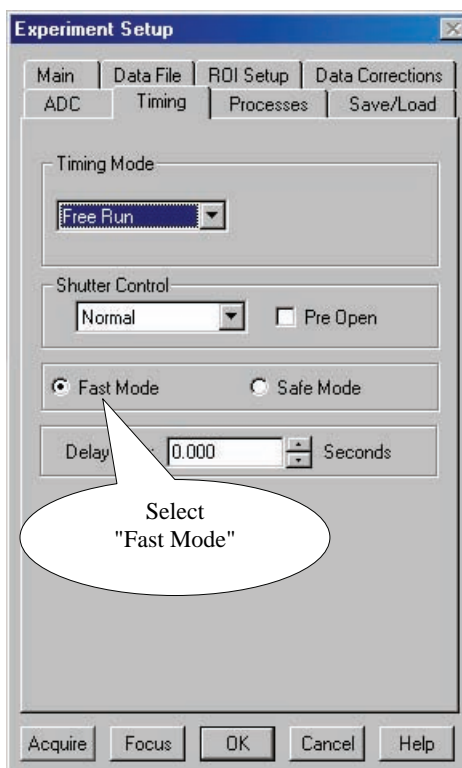 Experiment Setup
Main Data File ROI Setup Data Corrections
ADC Timing Processes Save/Load
Timing Mode
Free Run
Shutter Control
Normal Pre Open
Fast Mode Safe Mode
Delay 0.000 Seconds
Select
"Fast Mode"
Acquire Focus OK Cancel Help